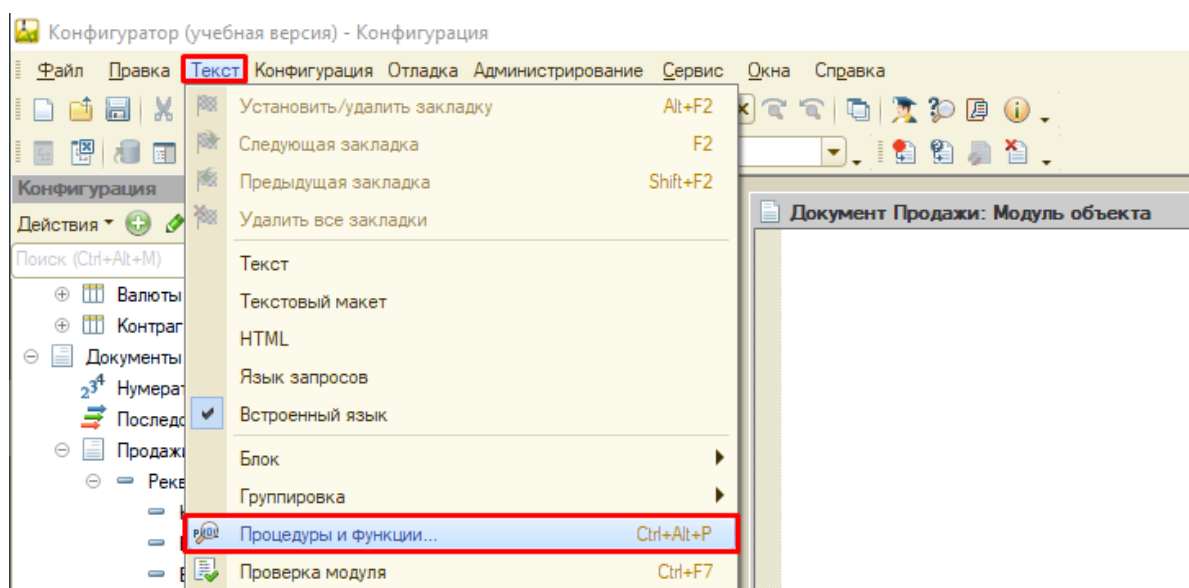 Конфигуратор (учебная версия) - Конфигурация
Файл Правка Текст Конфигурация Отладка Администрирование Сервис Окна Справка
Установить/удалить закладку Alt+F2
Следующая закладка F2
Конфигурация
Предыдущая закладка Shift+F2
Документ Продажи: Модуль объекта
Действия
Удалить все закладки
Поиск (Ctrl+Alt+M)
Текст
Валюты
Текстовый макет
Контраг
HTML
Документы
Язык запросов
Нумерат
Встроенный язык
Последо
Продажи
Блок
Рекв
Группировка
Процедуры и функции... Ctrl+Alt+P
Проверка модуля Ctrl+F7